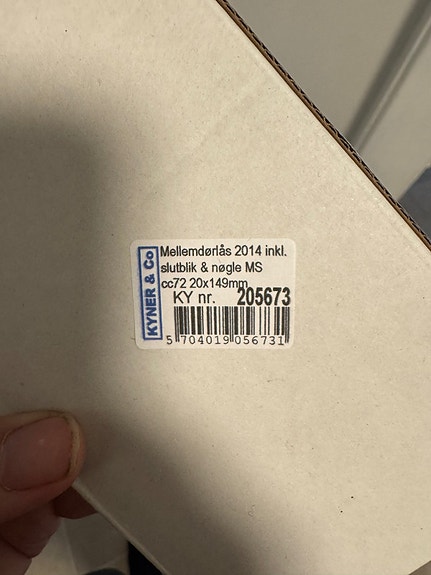 KYNER & Co
Mellemdørlås 2014 inkl.
slutblik & nøgle MS
cc72 20x149mm
KY nr. 205673
5 704019 056731